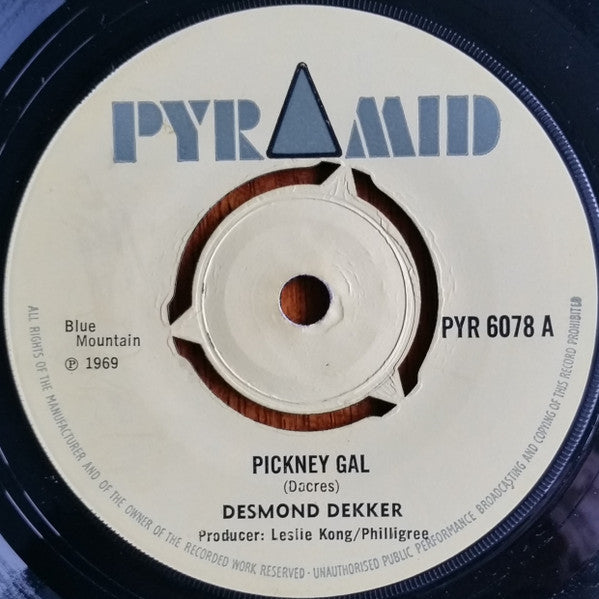 PYRAMID
Blue
Mountain
℗ 1969
PYR 6078 A
PICKNEY GAL
(Dacres)
DESMOND DEKKER
Producer: Leslie Kong/Philligree
ALL RIGHTS OF THE MANUFACTURER AND OF THE OWNER OF THE RECORDED WORK RESERVED - UNAUTHORISED PUBLIC PERFORMANCE BROADCASTING AND COPYING OF THIS RECORD PROHIBITED